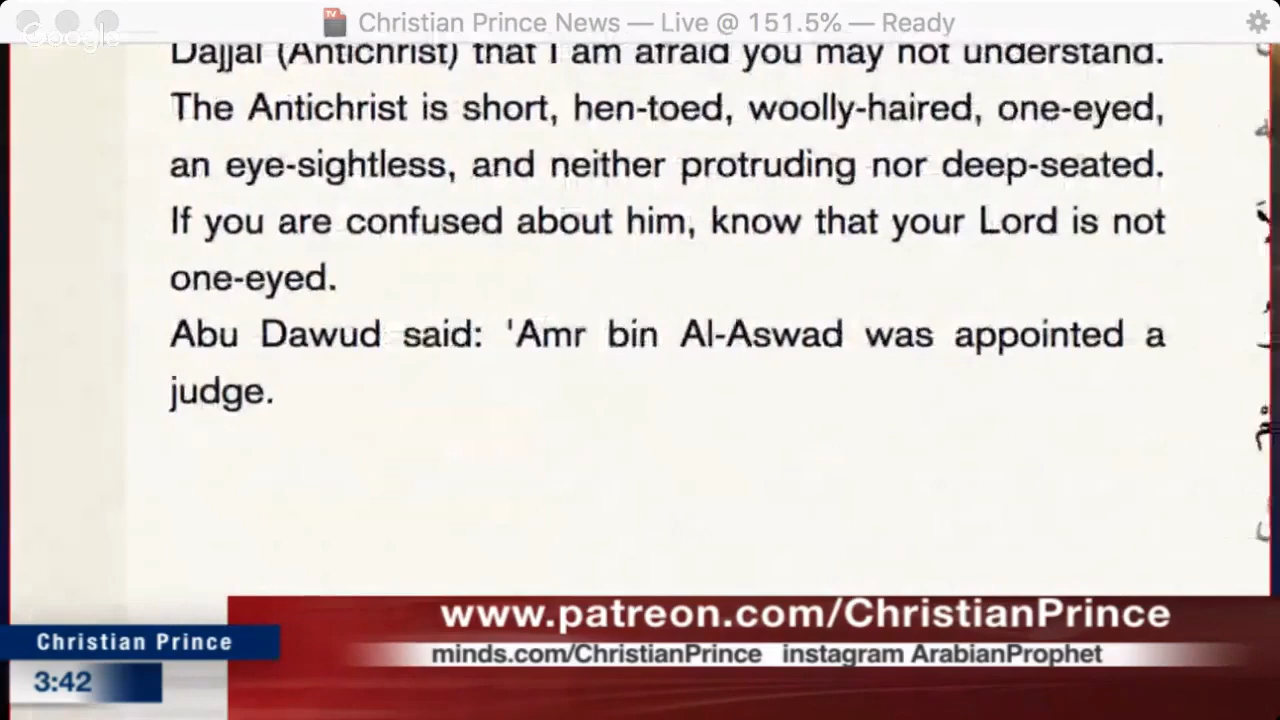 Christian Prince News — Live @ 151.5% — Ready
Google
Dajjal (Antichrist) that I am afraid you may not understand.
The Antichrist is short, hen-toed, woolly-haired, one-eyed,
an eye-sightless, and neither protruding nor deep-seated.
If you are confused about him, know that your Lord is not
one-eyed.
Abu Dawud said: 'Amr bin Al-Aswad was appointed a
judge.
www.patreon.com/ChristianPrince
Christian Prince
minds.com/ChristianPrince instagram ArabianProphet
3:42